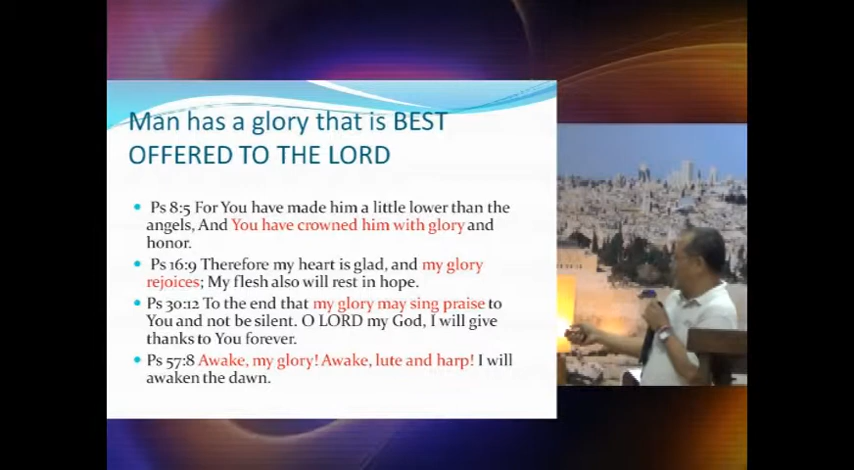 Man has a glory that is BEST
OFFERED TO THE LORD
Ps 8:5 For You have made him a little lower than the
angels, And You have crowned him with glory and
honor.
Ps 16:9 Therefore my heart is glad, and my glory
rejoices; My flesh also will rest in hope.
Ps 30:12 To the end that my glory may sing praise to
You and not be silent. O LORD my God, I will give
thanks to You forever.
Ps 57:8 Awake, my glory! Awake, lute and harp! I will
awaken the dawn.